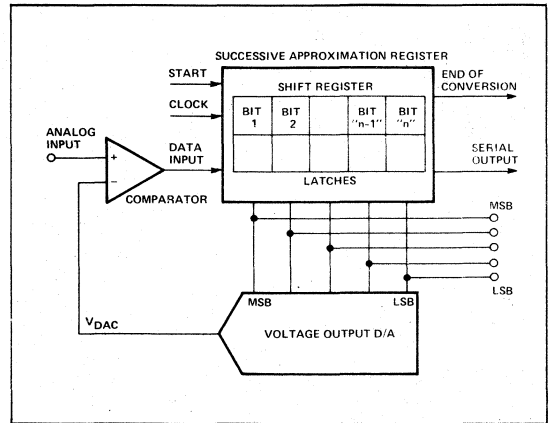 SUCCESSIVE APPROXIMATION REGISTER
START
CLOCK
DATA
INPUT
SHIFT REGISTER
BIT
1
BIT
2
BIT
"n-1"
BIT
"n"
LATCHES
END OF
CONVERSION
SERIAL
OUTPUT
ANALOG
INPUT
+
−
COMPARATOR
MSB
LSB
MSB
LSB
VDAC
VOLTAGE OUTPUT D/A